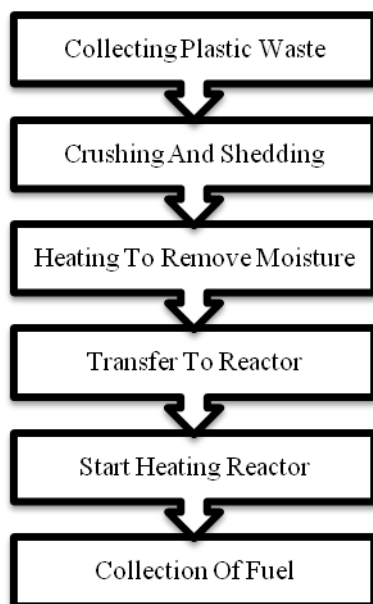 Collecting Plastic Waste
Crushing And Shedding
Heating To Remove Moisture
Transfer To Reactor
Start Heating Reactor
Collection Of Fuel